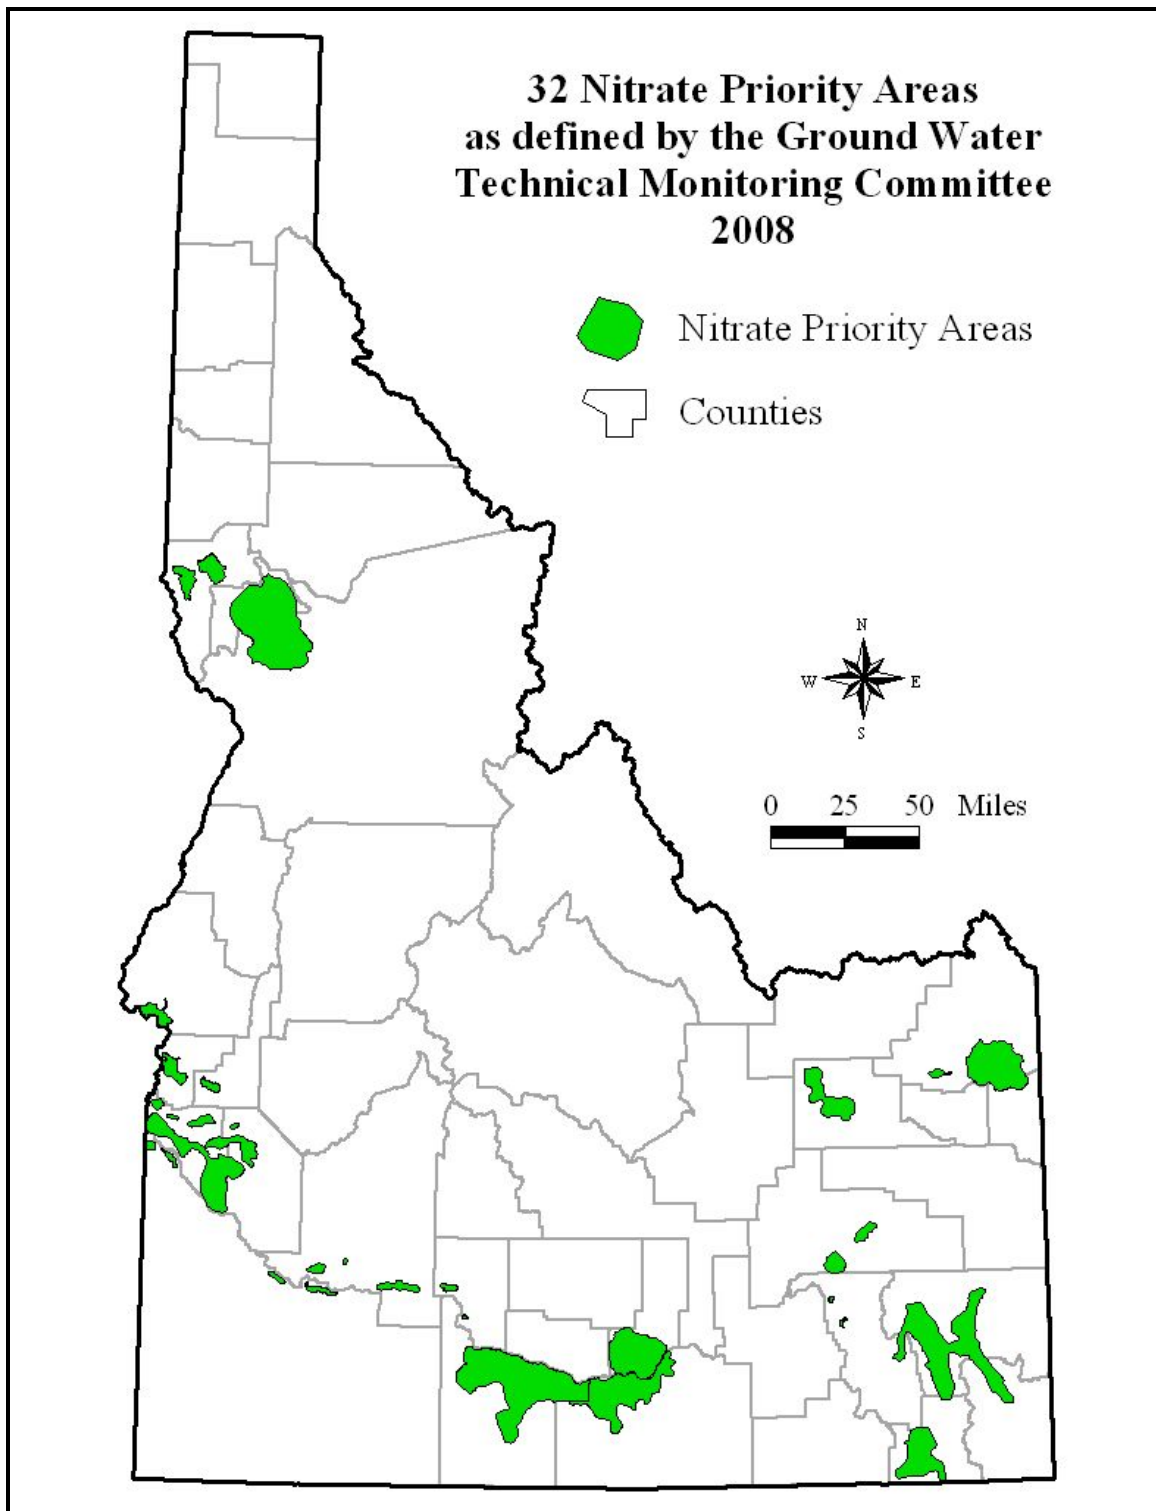 32 Nitrate Priority Areas
as defined by the Ground Water
Technical Monitoring Committee
2008
Nitrate Priority Areas
Counties
N
W E
S
0 25 50 Miles